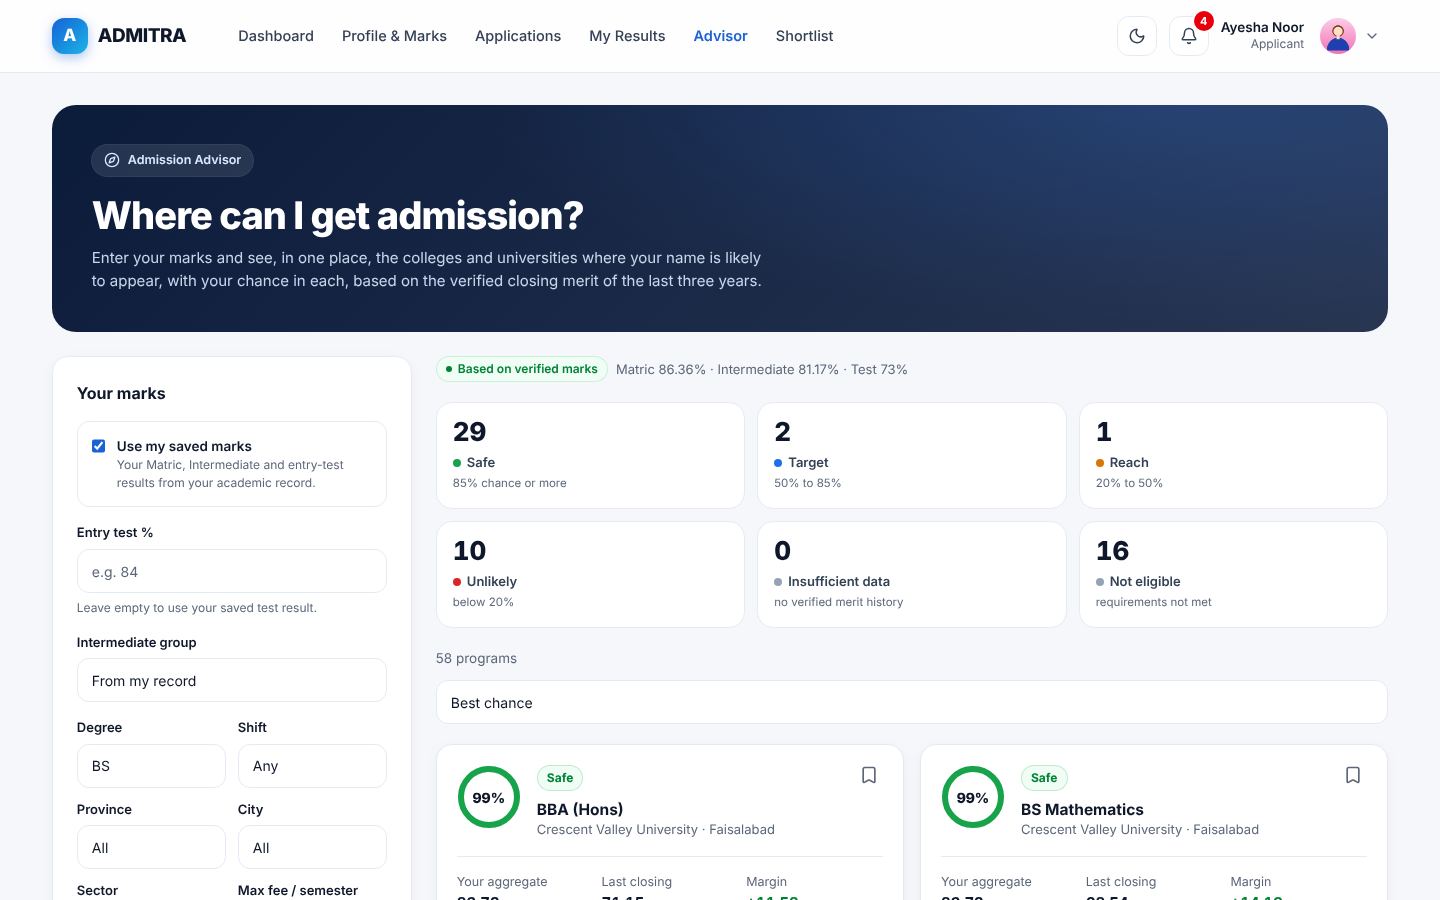 A ADMITRA
Dashboard
Profile & Marks
Applications
My Results
Advisor
Shortlist
4
Ayesha Noor
Applicant
Admission Advisor
Where can I get admission?
Enter your marks and see, in one place, the colleges and universities where your name is likely
to appear, with your chance in each, based on the verified closing merit of the last three years.
Your marks
Use my saved marks
Your Matric, Intermediate and entry-test
results from your academic record.
Entry test %
e.g. 84
Leave empty to use your saved test result.
Intermediate group
From my record
Degree
Shift
BS
Any
Province
City
All
All
Sector
Max fee / semester
Based on verified marks
Matric 86.36% · Intermediate 81.17% · Test 73%
29
Safe
85% chance or more
2
Target
50% to 85%
1
Reach
20% to 50%
10
Unlikely
below 20%
0
Insufficient data
no verified merit history
16
Not eligible
requirements not met
58 programs
Best chance
99%
Safe
BBA (Hons)
Crescent Valley University · Faisalabad
Your aggregate
Last closing
Margin
99%
Safe
BS Mathematics
Crescent Valley University · Faisalabad
Your aggregate
Last closing
Margin